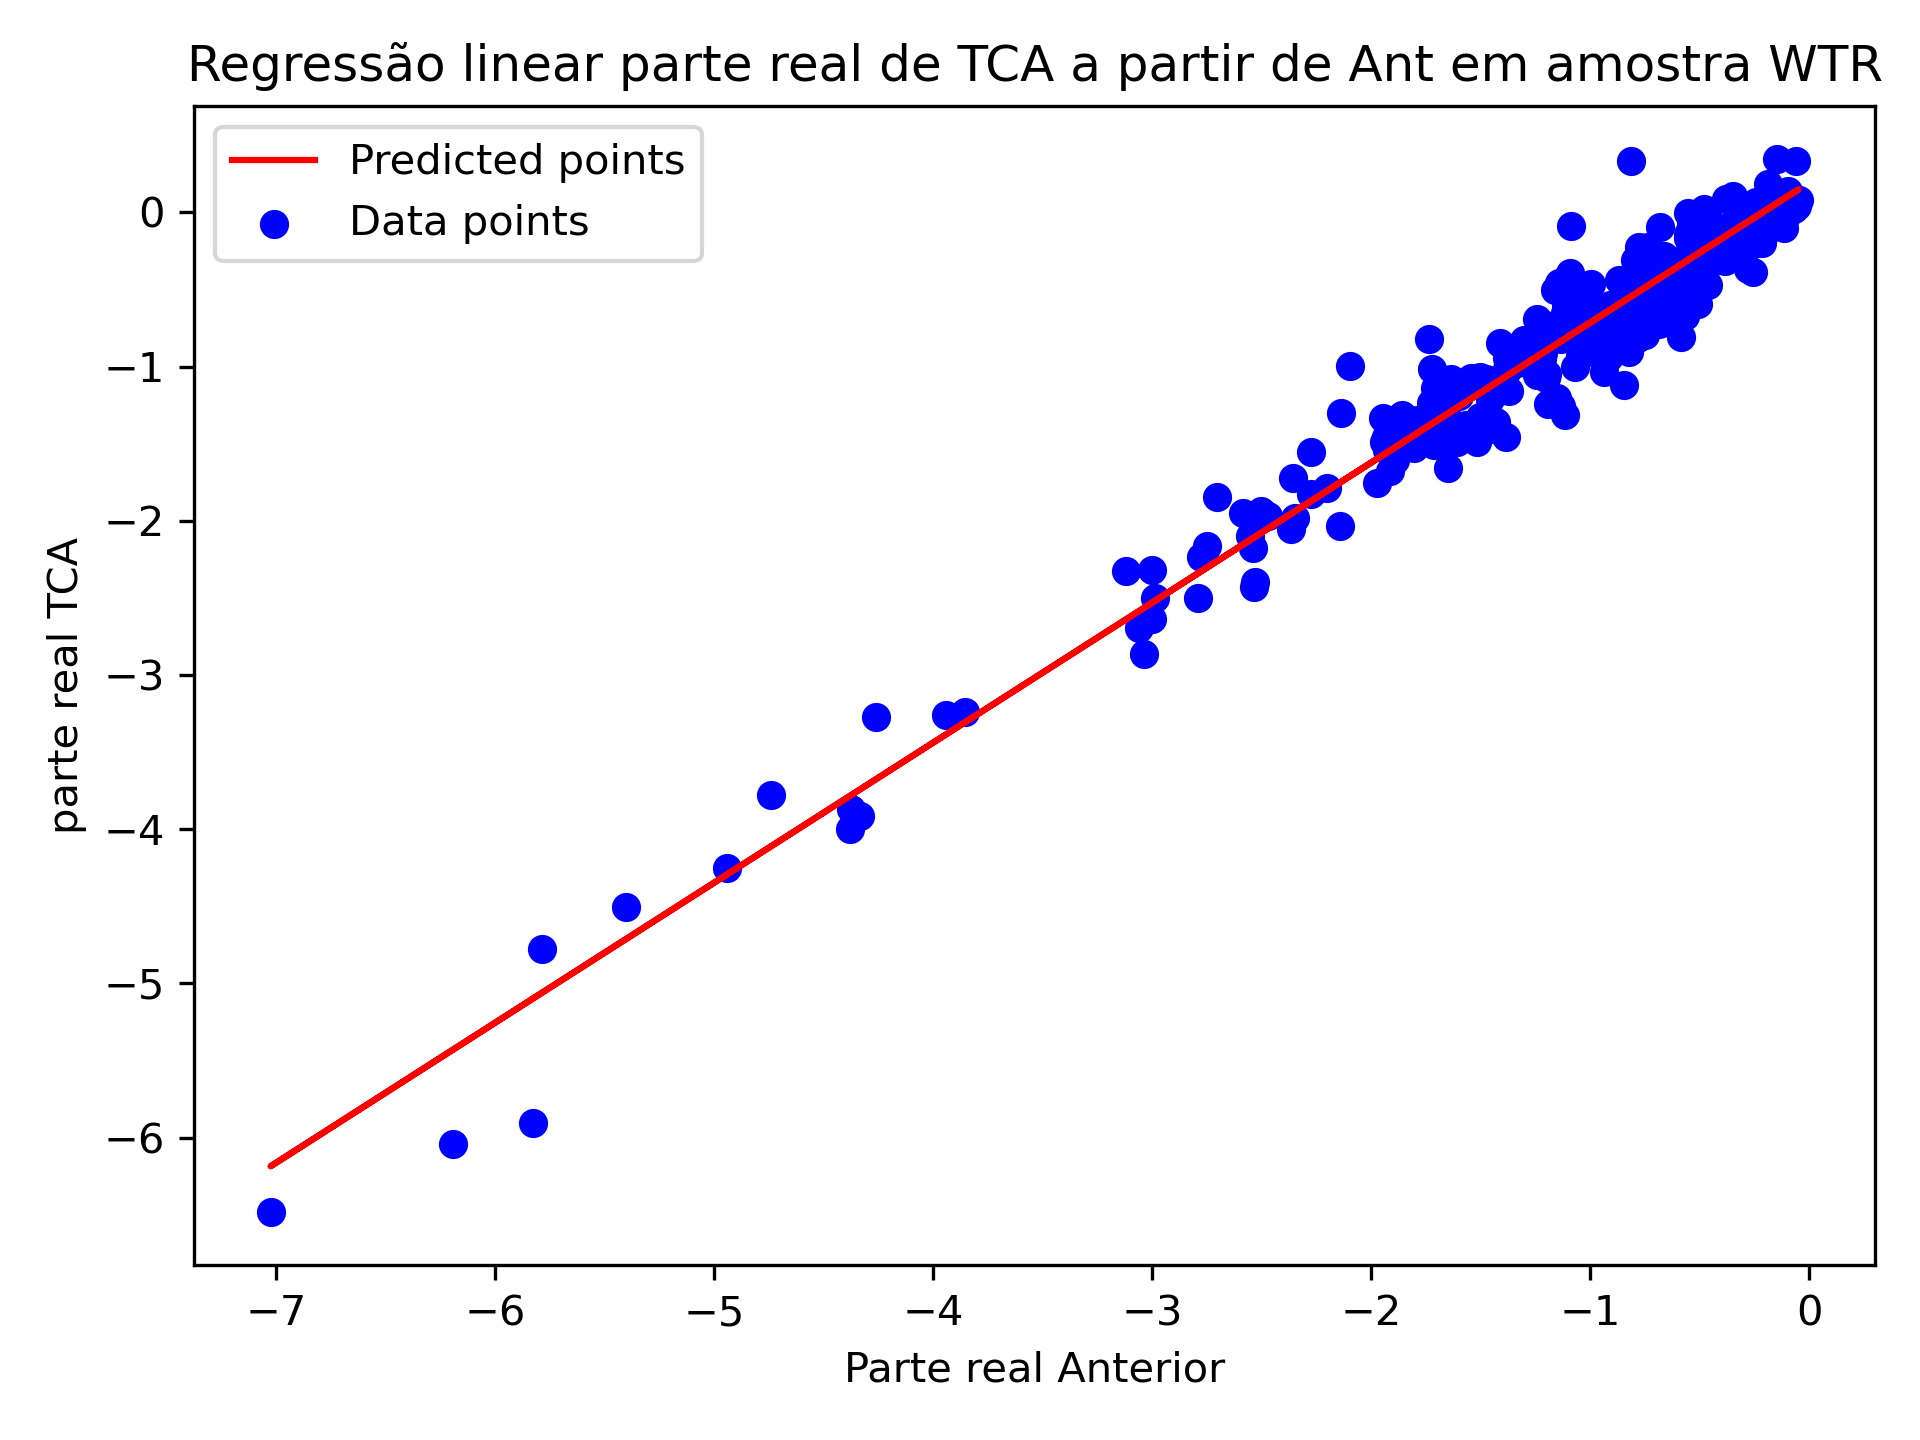 Regressão linear parte real de TCA a partir de Ant em amostra WTR
Predicted points
Data points
parte real TCA
0
−1
−2
−3
−4
−5
−6
−7 −6 −5 −4 −3 −2 −1 0
Parte real Anterior